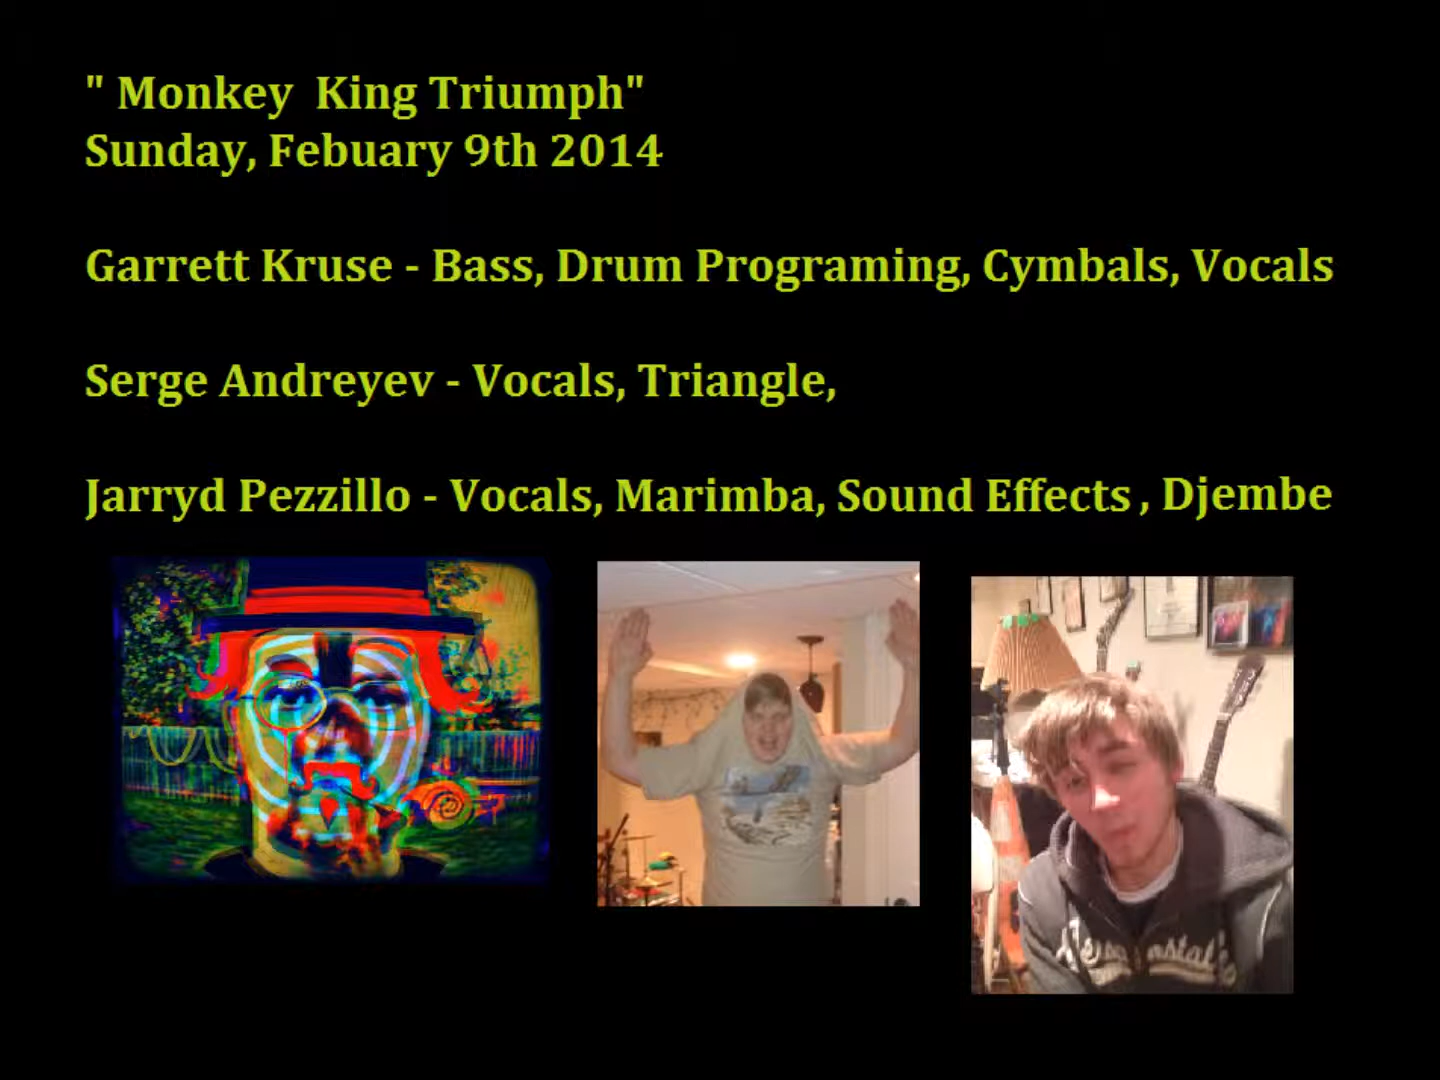 " Monkey  King Triumph"
Sunday, Febuary 9th 2014
Garrett Kruse - Bass, Drum Programing, Cymbals, Vocals
Serge Andreyev - Vocals, Triangle,
Jarryd Pezzillo - Vocals, Marimba, Sound Effects , Djembe